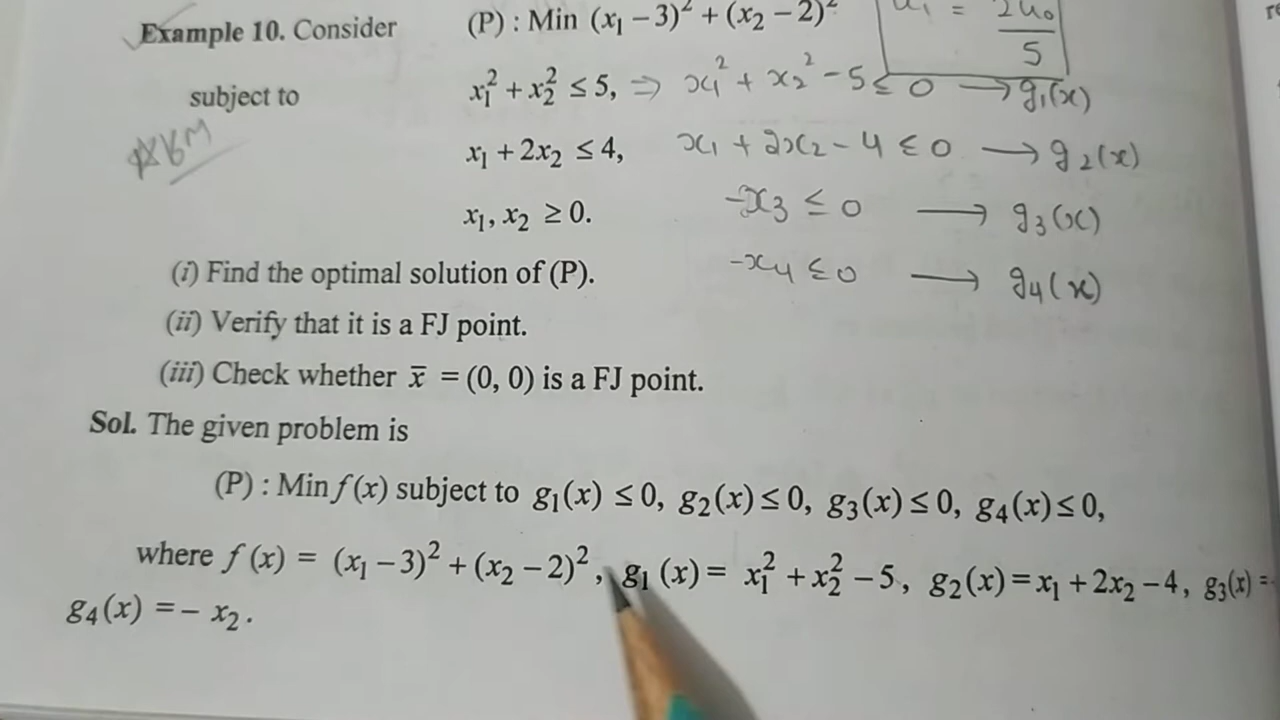 Example 10. Consider (P) : Min (x₁ − 3)² + (x₂ − 2)² u₁ = 2u₀/5
subject to x₁² + x₂² ≤ 5, ⇒ x₁² + x₂² − 5 ≤ 0 → g₁(x)
x₁ + 2x₂ ≤ 4, x₁ + 2x₂ − 4 ≤ 0 → g₂(x)
x₁, x₂ ≥ 0. −x₃ ≤ 0 → g₃(x)
(i) Find the optimal solution of (P). −x₄ ≤ 0 → g₄(x)
(ii) Verify that it is a FJ point.
(iii) Check whether x̄ = (0, 0) is a FJ point.
Sol. The given problem is
(P) : Min f(x) subject to g₁(x) ≤ 0, g₂(x) ≤ 0, g₃(x) ≤ 0, g₄(x) ≤ 0,
where f (x) = (x₁ − 3)² + (x₂ − 2)², g₁ (x) = x₁² + x₂² − 5, g₂(x) = x₁ + 2x₂ − 4, g₃(x) =
g₄(x) = − x₂.